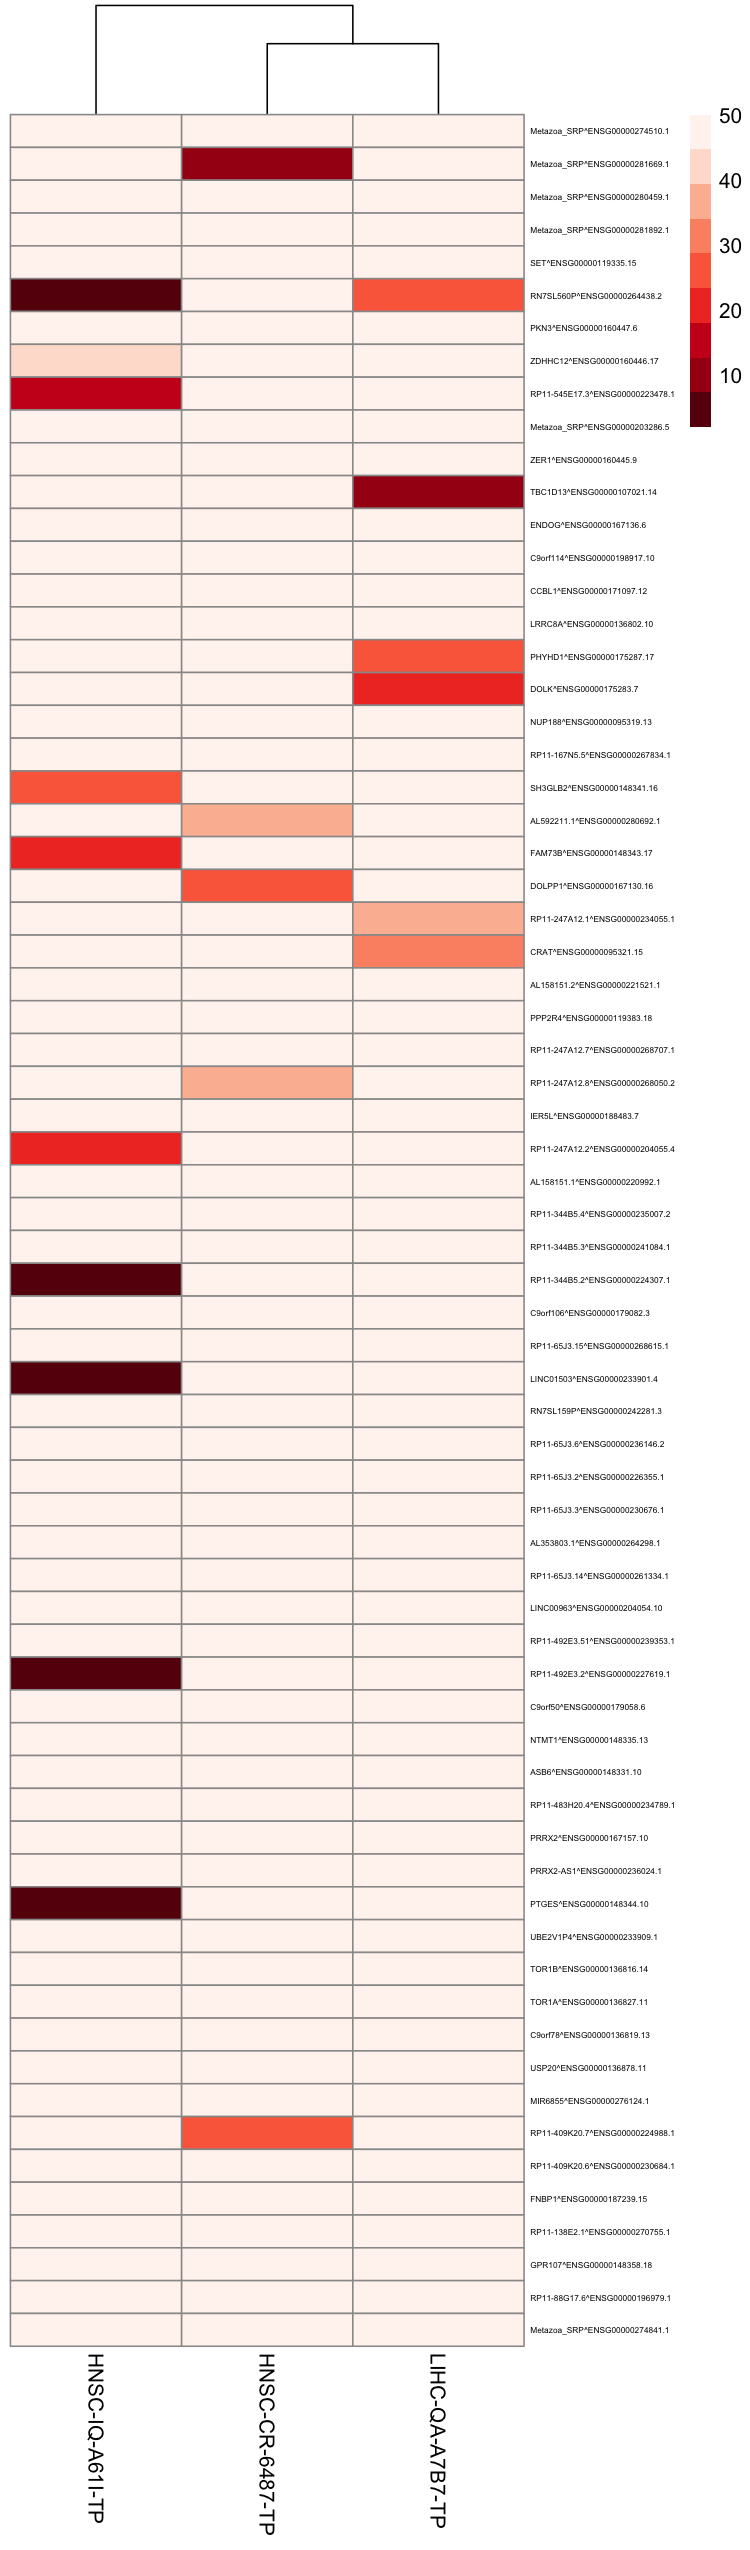 50
40
30
20
10
Metazoa_SRP^ENSG00000274510.1
Metazoa_SRP^ENSG00000281669.1
Metazoa_SRP^ENSG00000280459.1
Metazoa_SRP^ENSG00000281892.1
SET^ENSG00000119335.15
RN7SL560P^ENSG00000264438.2
PKN3^ENSG00000160447.6
ZDHHC12^ENSG00000160446.17
RP11-545E17.3^ENSG00000223478.1
Metazoa_SRP^ENSG00000203286.5
ZER1^ENSG00000160445.9
TBC1D13^ENSG00000107021.14
ENDOG^ENSG00000167136.6
C9orf114^ENSG00000198917.10
CCBL1^ENSG00000171097.12
LRRC8A^ENSG00000136802.10
PHYHD1^ENSG00000175287.17
DOLK^ENSG00000175283.7
NUP188^ENSG00000095319.13
RP11-167N5.5^ENSG00000267834.1
SH3GLB2^ENSG00000148341.16
AL592211.1^ENSG00000280692.1
FAM73B^ENSG00000148343.17
DOLPP1^ENSG00000167130.16
RP11-247A12.1^ENSG00000234055.1
CRAT^ENSG00000095321.15
AL158151.2^ENSG00000221521.1
PPP2R4^ENSG00000119383.18
RP11-247A12.7^ENSG00000268707.1
RP11-247A12.8^ENSG00000268050.2
IER5L^ENSG00000188483.7
RP11-247A12.2^ENSG00000204055.4
AL158151.1^ENSG00000220992.1
RP11-344B5.4^ENSG00000235007.2
RP11-344B5.3^ENSG00000241084.1
RP11-344B5.2^ENSG00000224307.1
C9orf106^ENSG00000179082.3
RP11-65J3.15^ENSG00000268615.1
LINC01503^ENSG00000233901.4
RN7SL159P^ENSG00000242281.3
RP11-65J3.6^ENSG00000236146.2
RP11-65J3.2^ENSG00000226355.1
RP11-65J3.3^ENSG00000230676.1
AL353803.1^ENSG00000264298.1
RP11-65J3.14^ENSG00000261334.1
LINC00963^ENSG00000204054.10
RP11-492E3.51^ENSG00000239353.1
RP11-492E3.2^ENSG00000227619.1
C9orf50^ENSG00000179058.6
NTMT1^ENSG00000148335.13
ASB6^ENSG00000148331.10
RP11-483H20.4^ENSG00000234789.1
PRRX2^ENSG00000167157.10
PRRX2-AS1^ENSG00000236024.1
PTGES^ENSG00000148344.10
UBE2V1P4^ENSG00000233909.1
TOR1B^ENSG00000136816.14
TOR1A^ENSG00000136827.11
C9orf78^ENSG00000136819.13
USP20^ENSG00000136878.11
MIR6855^ENSG00000276124.1
RP11-409K20.7^ENSG00000224988.1
RP11-409K20.6^ENSG00000230684.1
FNBP1^ENSG00000187239.15
RP11-138E2.1^ENSG00000270755.1
GPR107^ENSG00000148358.18
RP11-88G17.6^ENSG00000196979.1
Metazoa_SRP^ENSG00000274841.1
HNSC-IQ-A61I-TP
HNSC-CR-6487-TP
LIHC-QA-A7B7-TP